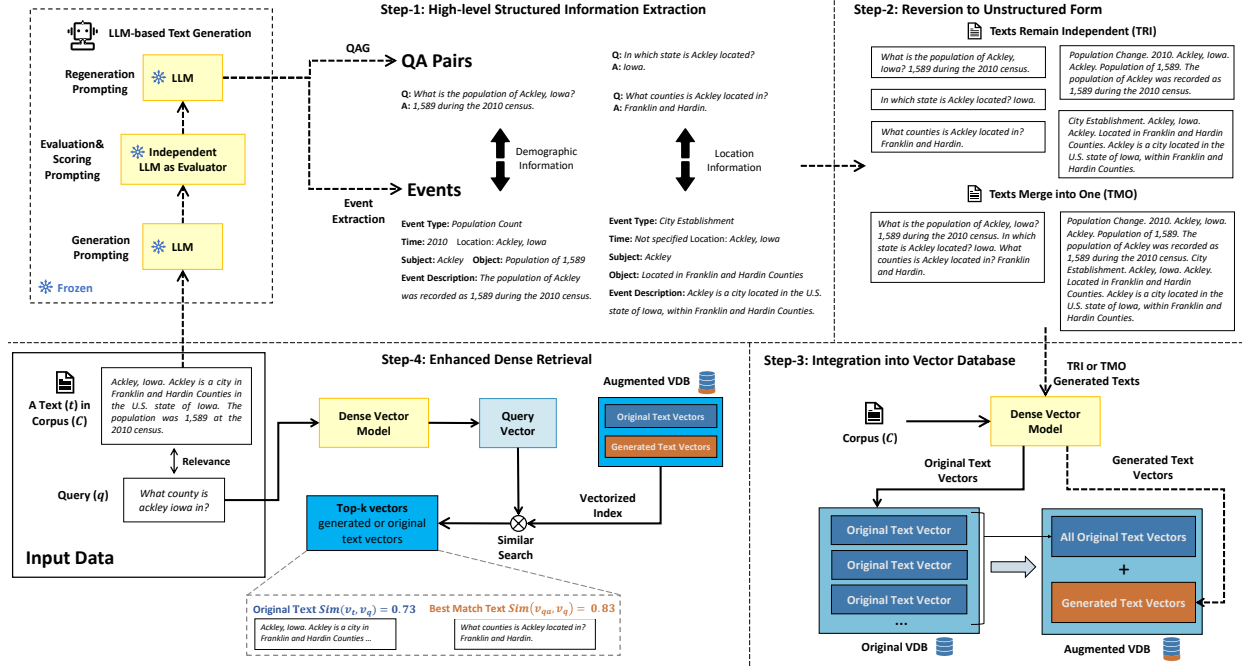 Step-1: High-level Structured Information Extraction
LLM-based Text Generation
Regeneration
Prompting
LLM
Evaluation&
Scoring
Prompting
Independent
LLM as Evaluator
Generation
Prompting
LLM
Frozen
QAG
QA Pairs
Q: What is the population of Ackley, Iowa?
A: 1,589 during the 2010 census.
Q: In which state is Ackley located?
A: Iowa.
Q: What counties is Ackley located in?
A: Franklin and Hardin.
Demographic
Information
Location
Information
Event
Extraction
Events
Event Type: Population Count
Time: 2010 Location: Ackley, Iowa
Subject: Ackley Object: Population of 1,589
Event Description: The population of Ackley
was recorded as 1,589 during the 2010 census.
Event Type: City Establishment
Time: Not specified Location: Ackley, Iowa
Subject: Ackley
Object: Located in Franklin and Hardin Counties
Event Description: Ackley is a city located in the U.S.
state of Iowa, within Franklin and Hardin Counties.
Step-2: Reversion to Unstructured Form
Texts Remain Independent (TRI)
What is the population of Ackley,
Iowa? 1,589 during the 2010 census.
In which state is Ackley located? Iowa.
What counties is Ackley located in?
Franklin and Hardin.
Population Change. 2010. Ackley, Iowa.
Ackley. Population of 1,589. The
population of Ackley was recorded as
1,589 during the 2010 census.
City Establishment. Ackley, Iowa.
Ackley. Located in Franklin and Hardin
Counties. Ackley is a city located in the
U.S. state of Iowa, within Franklin and
Hardin Counties.
Texts Merge into One (TMO)
What is the population of Ackley, Iowa?
1,589 during the 2010 census. In which
state is Ackley located? Iowa. What
counties is Ackley located in? Franklin
and Hardin.
Population Change. 2010. Ackley, Iowa.
Ackley. Population of 1,589. The
population of Ackley was recorded as
1,589 during the 2010 census. City
Establishment. Ackley, Iowa. Ackley.
Located in Franklin and Hardin
Counties. Ackley is a city located in the
U.S. state of Iowa, within Franklin and
Hardin Counties.
A Text (t) in
Corpus (C)
Ackley, Iowa. Ackley is a city in
Franklin and Hardin Counties in
the U.S. state of Iowa. The
population was 1,589 at the
2010 census.
Relevance
Query (q)
What county is
ackley iowa in?
Input Data
Step-4: Enhanced Dense Retrieval
Dense Vector
Model
Query
Vector
Augmented VDB
Original Text Vectors
Generated Text Vectors
Vectorized
Index
Similar
Search
Top-k vectors
generated or original
text vectors
Original Text Sim(vt, vq) = 0.73
Ackley, Iowa. Ackley is a city in
Franklin and Hardin Counties ...
Best Match Text Sim(vqa, vq) = 0.83
What counties is Ackley located in?
Franklin and Hardin.
Step-3: Integration into Vector Database
TRI or TMO
Generated Texts
Corpus (C)
Dense Vector
Model
Original Text
Vectors
Generated Text
Vectors
Original Text Vector
Original Text Vector
Original Text Vector
...
Original VDB
All Original Text Vectors
+
Generated Text Vectors
Augmented VDB